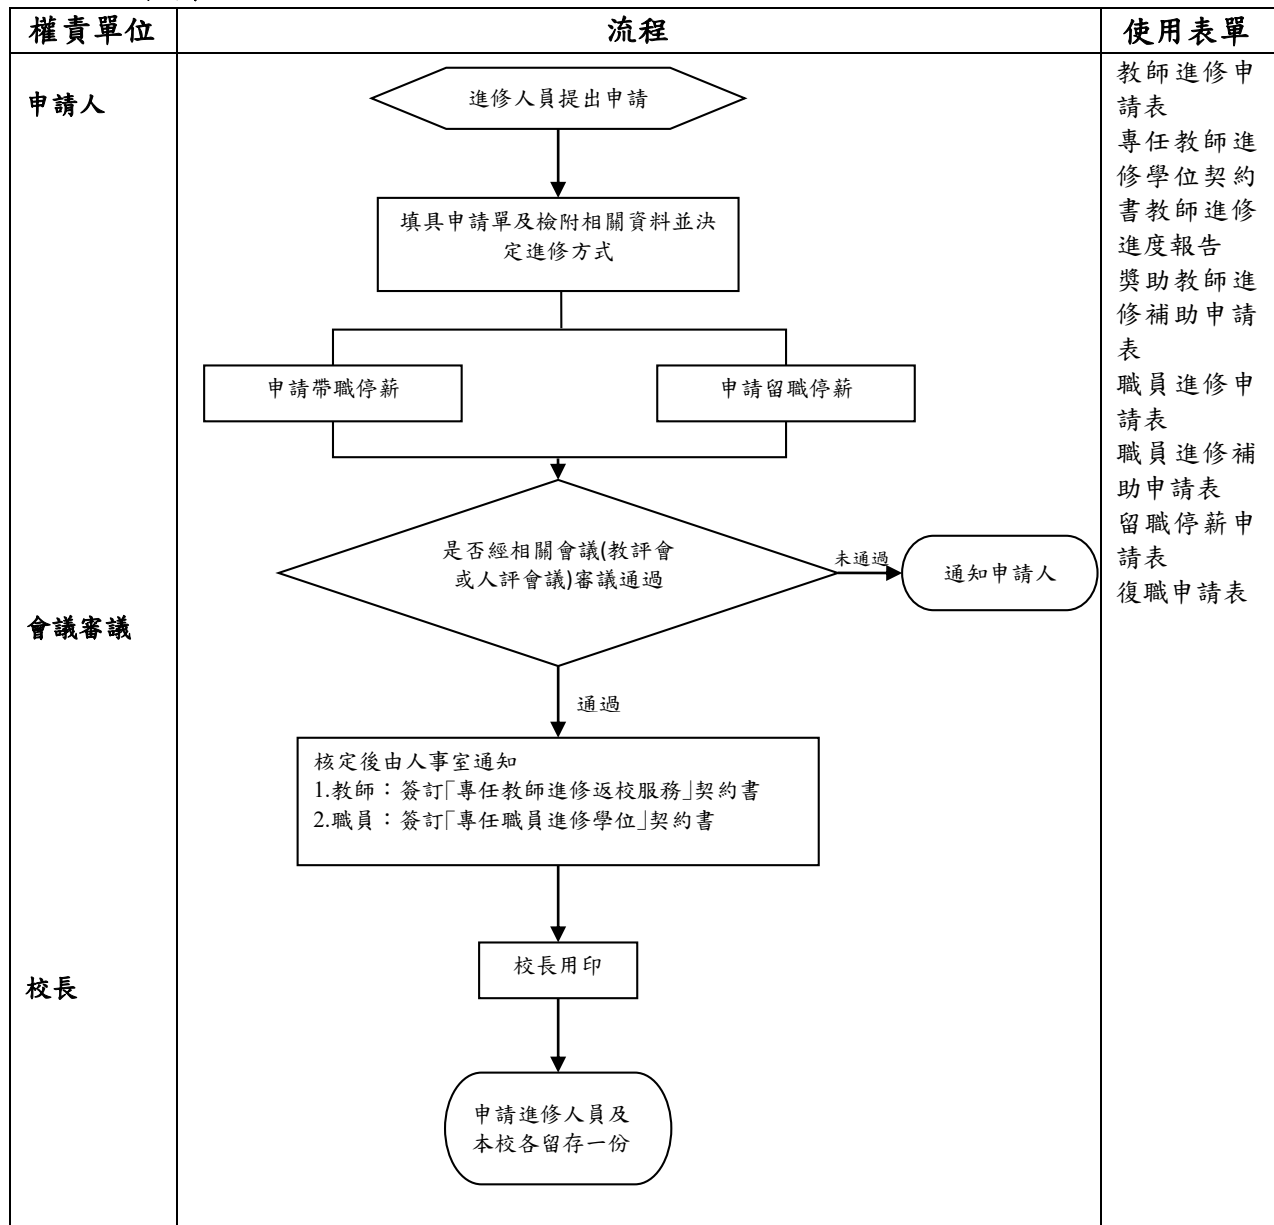 權責單位
流程
使用表單
申請人
會議審議
校長
進修人員提出申請
填具申請單及檢附相關資料並決
定進修方式
申請帶職停薪
申請留職停薪
是否經相關會議(教評會
或人評會議)審議通過
未通過
通知申請人
通過
核定後由人事室通知
1.教師：簽訂「專任教師進修返校服務」契約書
2.職員：簽訂「專任職員進修學位」契約書
校長用印
申請進修人員及
本校各留存一份
教師進修申
請表
專任教師進
修學位契約
書教師進修
進度報告
獎助教師進
修補助申請
表
職員進修申
請表
職員進修補
助申請表
留職停薪申
請表
復職申請表